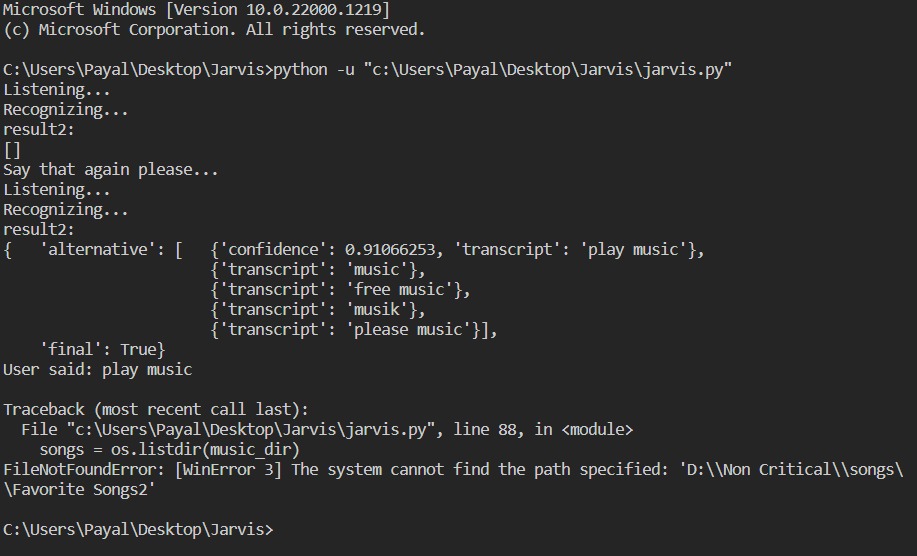 Microsoft Windows [Version 10.0.22000.1219]
(c) Microsoft Corporation. All rights reserved.
C:\Users\Payal\Desktop\Jarvis>python -u "c:\Users\Payal\Desktop\Jarvis\jarvis.py"
Listening...
Recognizing...
result2:
[]
Say that again please...
Listening...
Recognizing...
result2:
{   'alternative': [   {'confidence': 0.91066253, 'transcript': 'play music'},
                       {'transcript': 'music'},
                       {'transcript': 'free music'},
                       {'transcript': 'musik'},
                       {'transcript': 'please music'}],
    'final': True}
User said: play music
Traceback (most recent call last):
  File "c:\Users\Payal\Desktop\Jarvis\jarvis.py", line 88, in <module>
    songs = os.listdir(music_dir)
FileNotFoundError: [WinError 3] The system cannot find the path specified: 'D:\\Non Critical\\songs\
\Favorite Songs2'
C:\Users\Payal\Desktop\Jarvis>